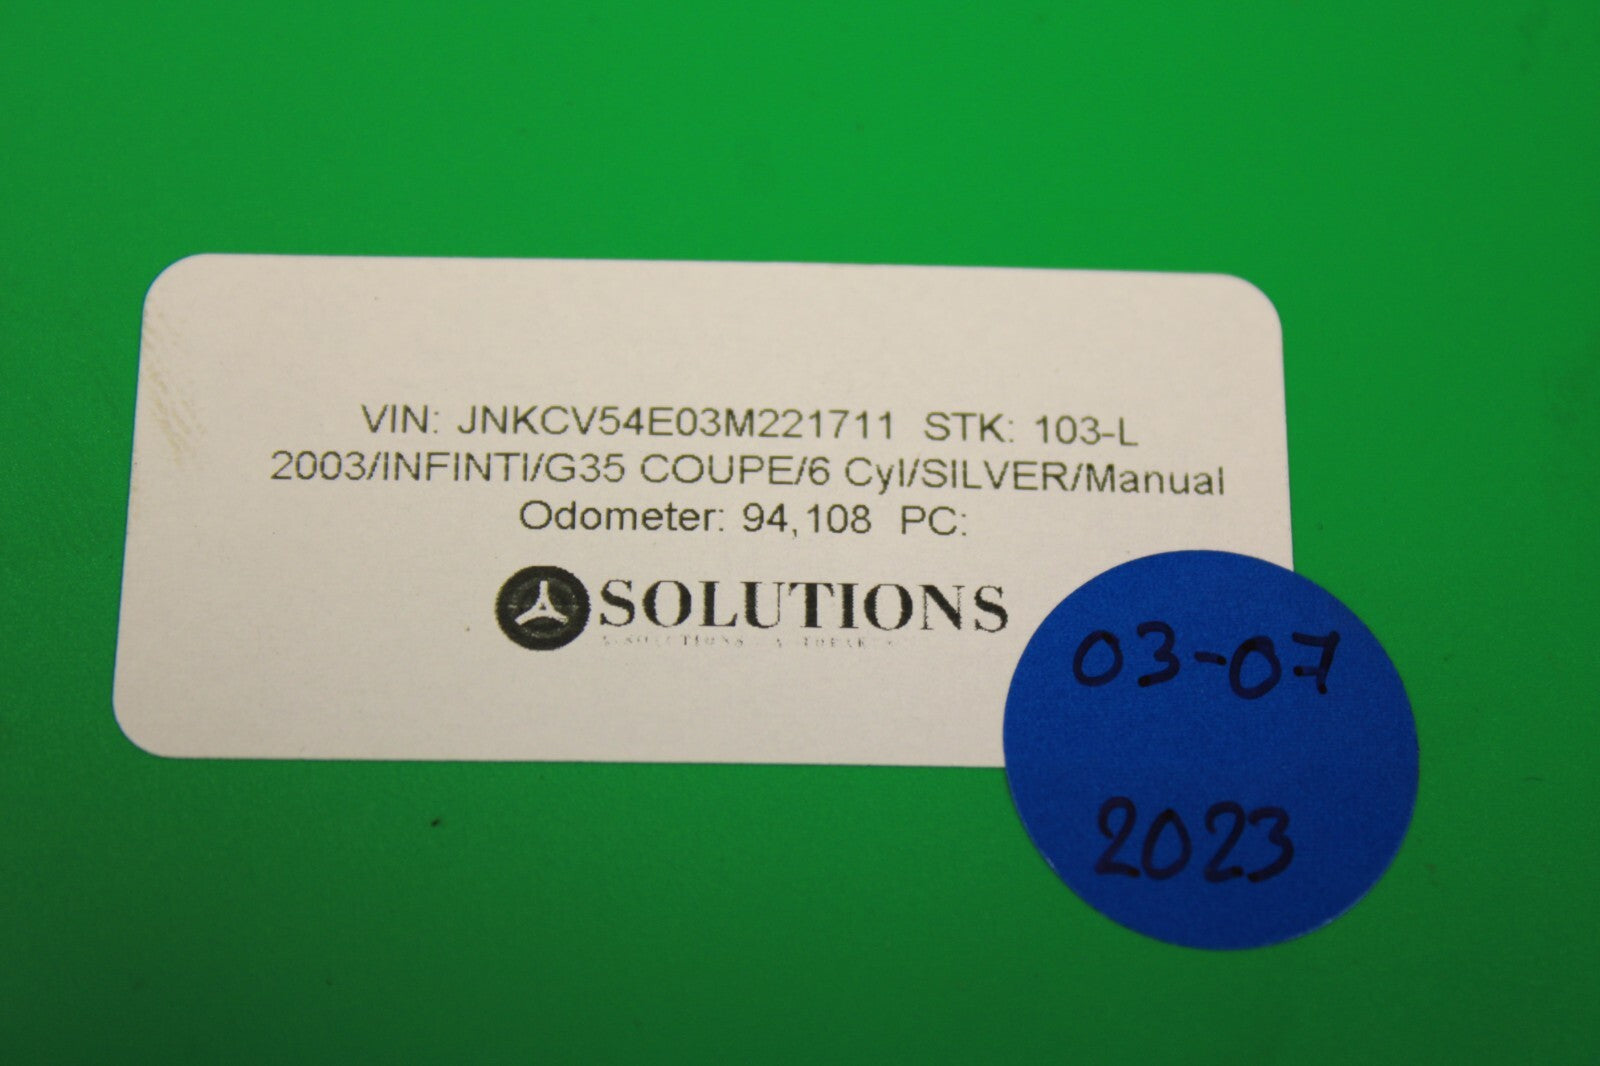 VIN: JNKCV54E03M221711 STK: 103-L
2003/INFINTI/G35 COUPE/6 Cyl/SILVER/Manual
Odometer: 94,108 PC:
SOLUTIONS
03-07
2023